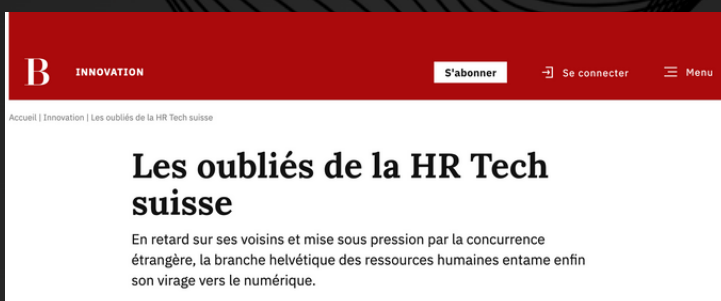 B INNOVATION S'abonner Se connecter Menu
Accueil | Innovation | Les oubliés de la HR Tech suisse
Les oubliés de la HR Tech
suisse
En retard sur ses voisins et mise sous pression par la concurrence
étrangère, la branche helvétique des ressources humaines entame enfin
son virage vers le numérique.